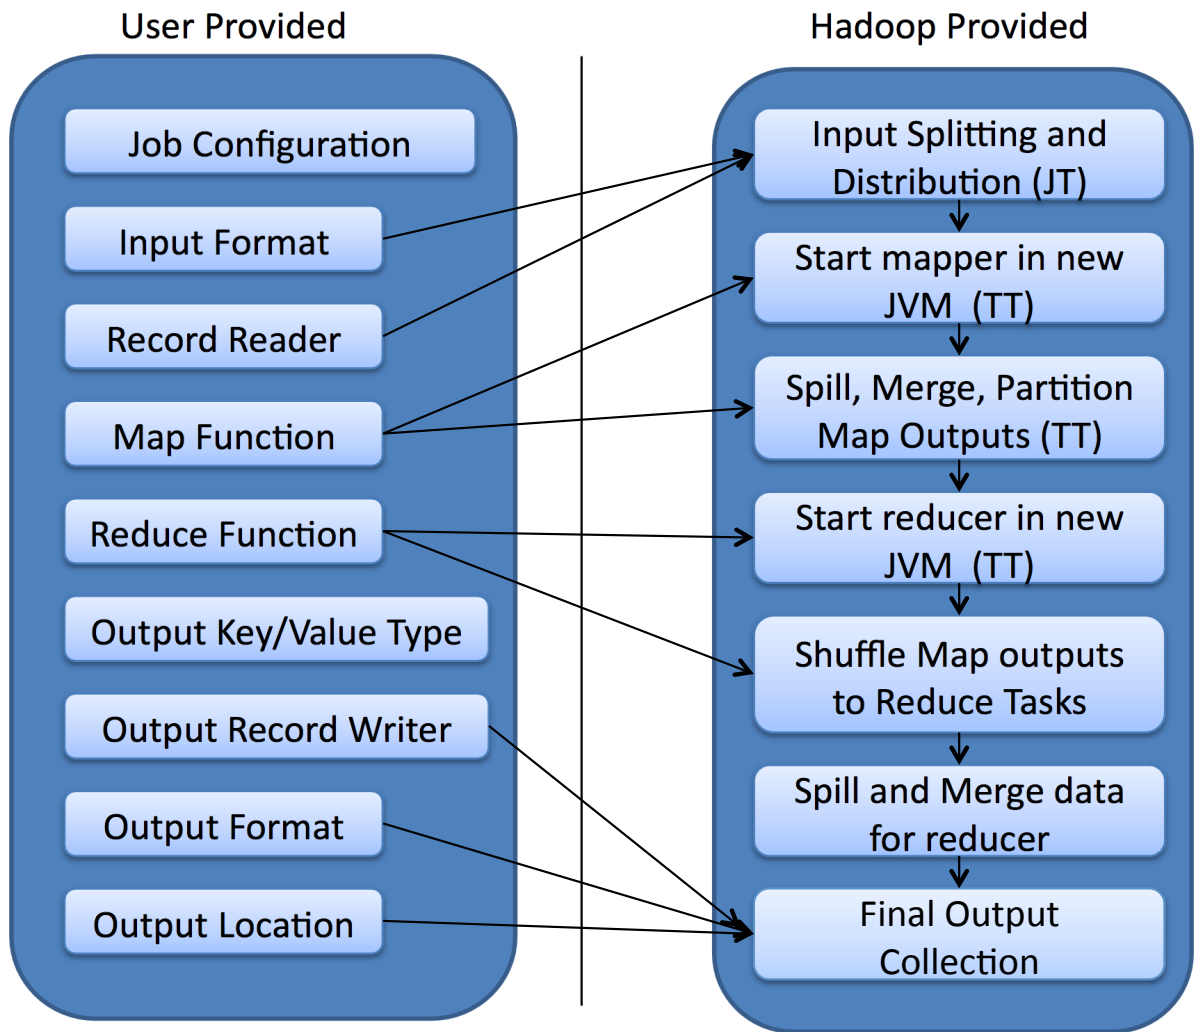 User Provided
Job Configuration
Input Format
Record Reader
Map Function
Reduce Function
Output Key/Value Type
Output Record Writer
Output Format
Output Location
Hadoop Provided
Input Splitting and
Distribution (JT)
Start mapper in new
JVM  (TT)
Spill, Merge, Partition
Map Outputs (TT)
Start reducer in new
JVM  (TT)
Shuffle Map outputs
to Reduce Tasks
Spill and Merge data
for reducer
Final Output
Collection